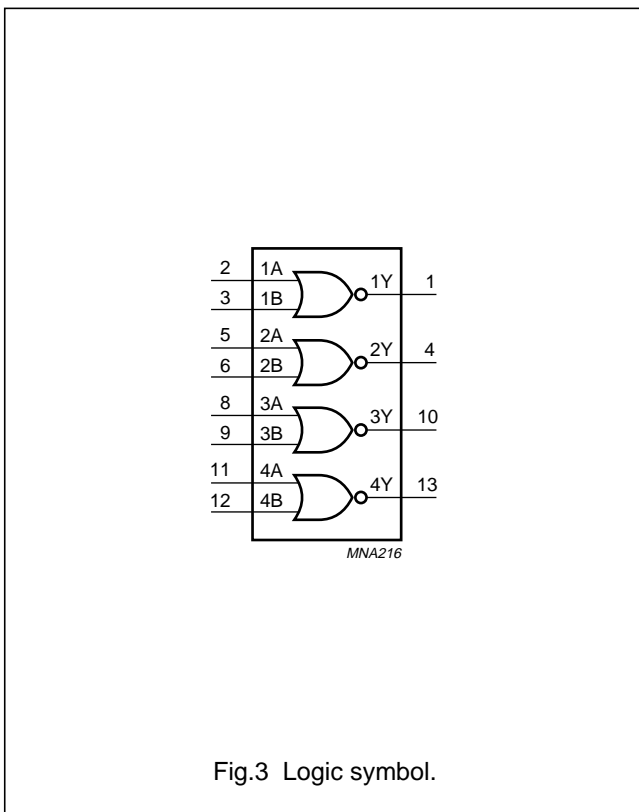 2 1A 1Y 1
3 1B
5 2A 2Y 4
6 2B
8 3A 3Y 10
9 3B
11 4A 4Y 13
12 4B
MNA216
Fig.3 Logic symbol.